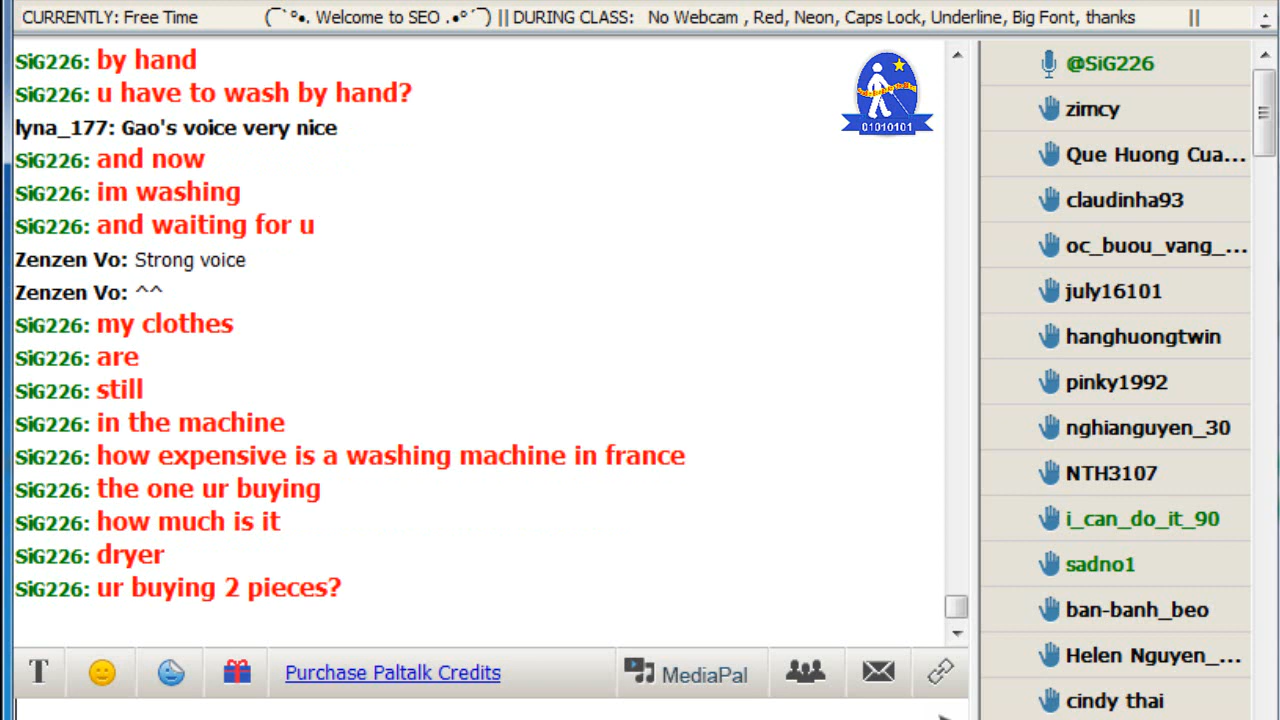 CURRENTLY: Free Time (¯`°•. Welcome to SEO .•°´¯) || DURING CLASS: No Webcam , Red, Neon, Caps Lock, Underline, Big Font, thanks ||
SiG226: by hand
SiG226: u have to wash by hand?
lyna_177: Gao's voice very nice
SiG226: and now
SiG226: im washing
SiG226: and waiting for u
Zenzen Vo: Strong voice
Zenzen Vo: ^^
SiG226: my clothes
SiG226: are
SiG226: still
SiG226: in the machine
SiG226: how expensive is a washing machine in france
SiG226: the one ur buying
SiG226: how much is it
SiG226: dryer
SiG226: ur buying 2 pieces?
01010101
@SiG226
zimcy
Que Huong Cua...
claudinha93
oc_buou_vang_...
july16101
hanghuongtwin
pinky1992
nghianguyen_30
NTH3107
i_can_do_it_90
sadno1
ban-banh_beo
Helen Nguyen_...
cindy thai
T
Purchase Paltalk Credits
MediaPal